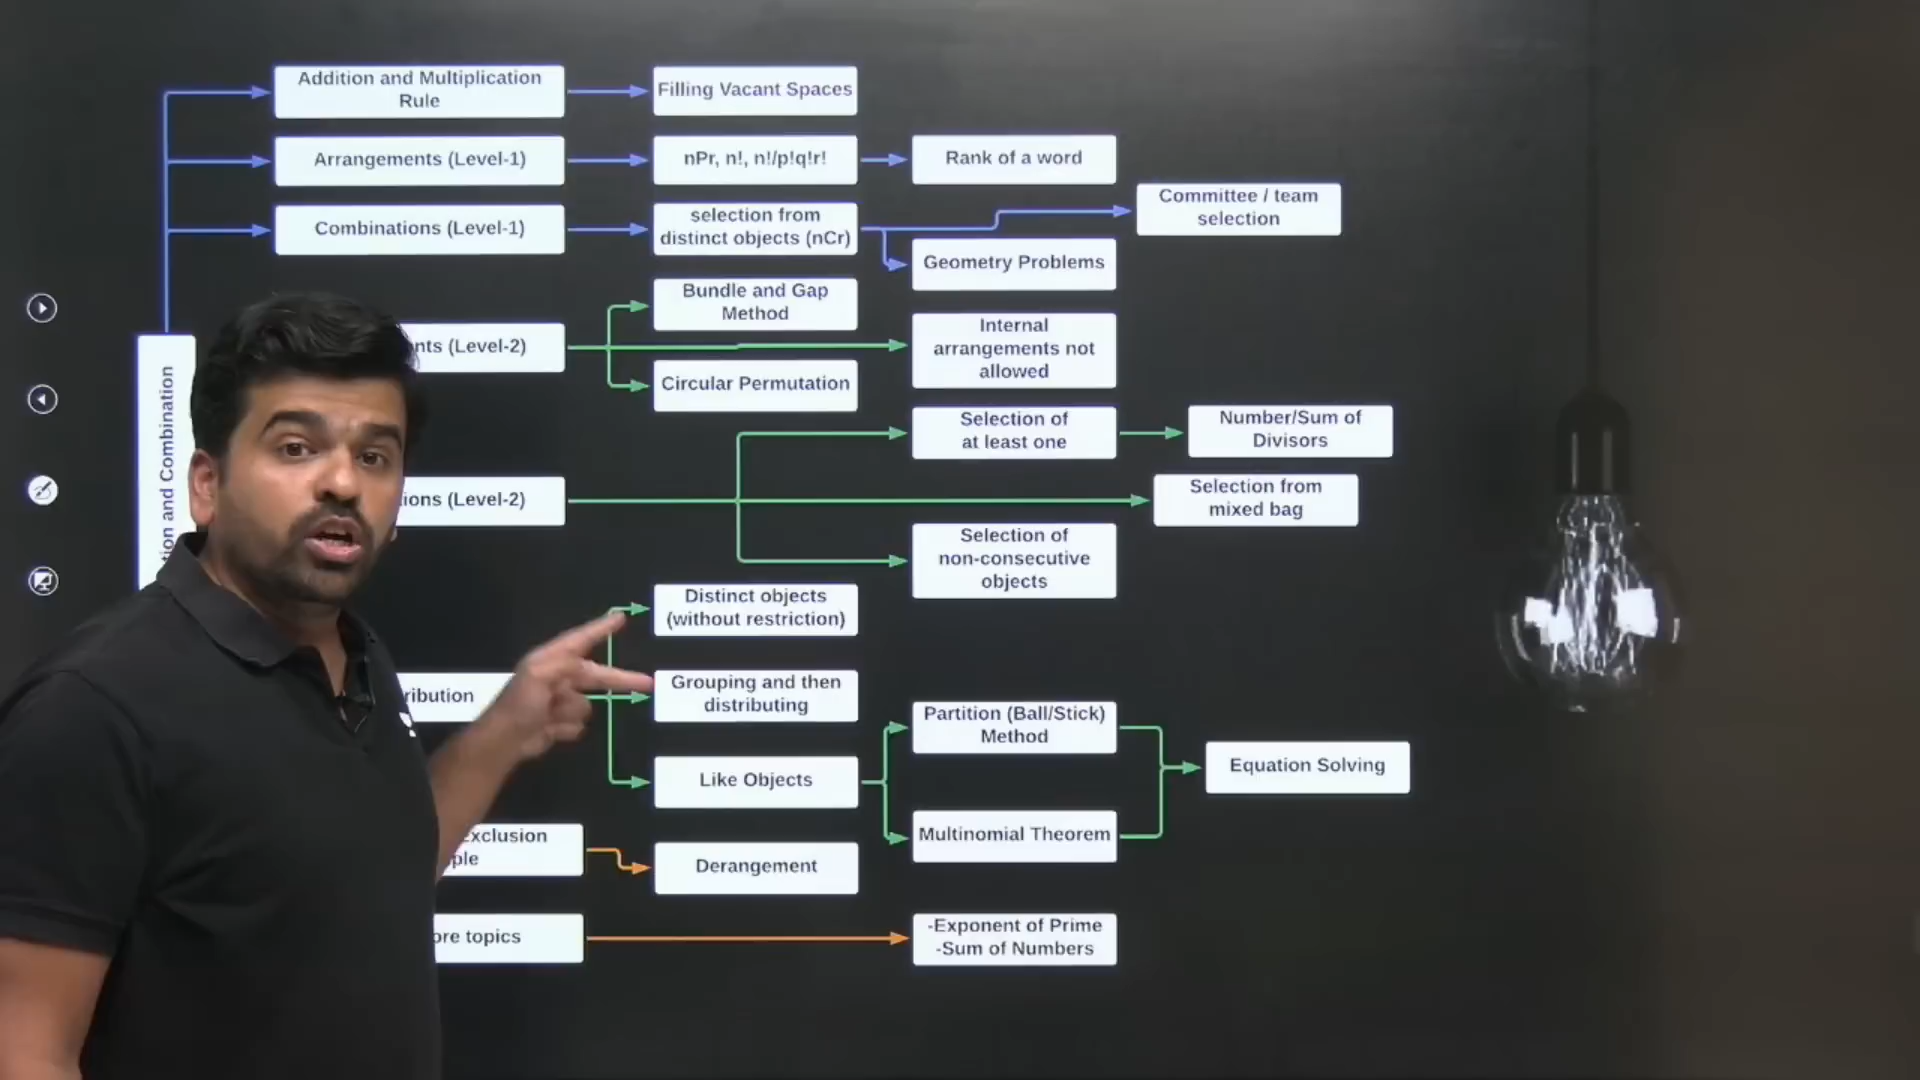 Addition and Multiplication
Rule
Filling Vacant Spaces
Arrangements (Level-1)
nPr, n!, n!/p!q!r!
Rank of a word
Combinations (Level-1)
selection from
distinct objects (nCr)
Committee / team
selection
Geometry Problems
nts (Level-2)
Bundle and Gap
Method
Internal
arrangements not
allowed
Circular Permutation
tion and Combination
ions (Level-2)
Selection of
at least one
Number/Sum of
Divisors
Selection from
mixed bag
Selection of
non-consecutive
objects
ribution
Distinct objects
(without restriction)
Grouping and then
distributing
Like Objects
Partition (Ball/Stick)
Method
Multinomial Theorem
Equation Solving
xclusion
ple
Derangement
ore topics
-Exponent of Prime
-Sum of Numbers